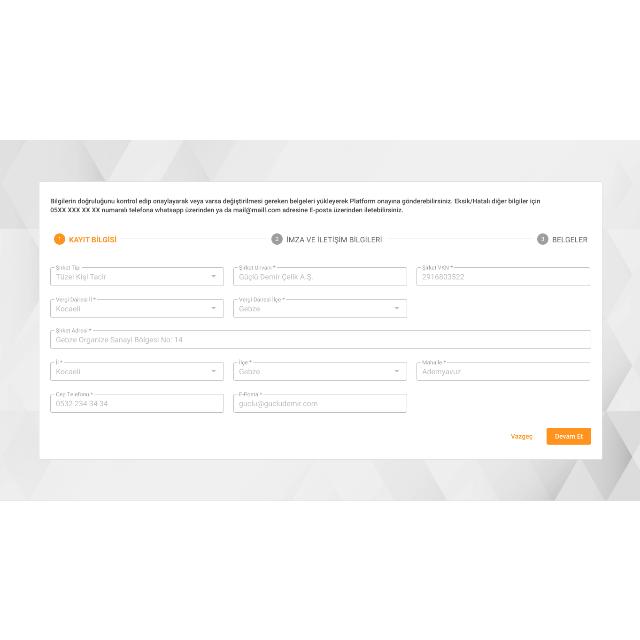 Bilgilerin doğruluğunu kontrol edip onaylayarak veya varsa değiştirilmesi gereken belgeleri yükleyerek Platform onayına gönderebilirsiniz. Eksik/Hatalı diğer bilgiler için
05XX XXX XX XX numaralı telefona whatsapp üzerinden ya da mail@maill.com adresine E-posta üzerinden iletebilirsiniz.
1 KAYIT BİLGİSİ
2 İMZA VE İLETİŞİM BİLGİLERİ
3 BELGELER
Şirket Tip
Tüzel Kişi Tacir
Şirket Unvanı *
Güçlü Demir Çelik A.Ş.
Şirket VKN *
2916803522
Vergi Dairesi İl *
Kocaeli
Vergi Dairesi İlçe *
Gebze
Şirket Adresi *
Gebze Organize Sanayi Bölgesi No: 14
İl *
Kocaeli
İlçe *
Gebze
Mahalle *
Ademyavuz
Cep Telefonu *
0532 234 34 34
E-Posta *
guclu@gucludemir.com
Vazgeç
Devam Et